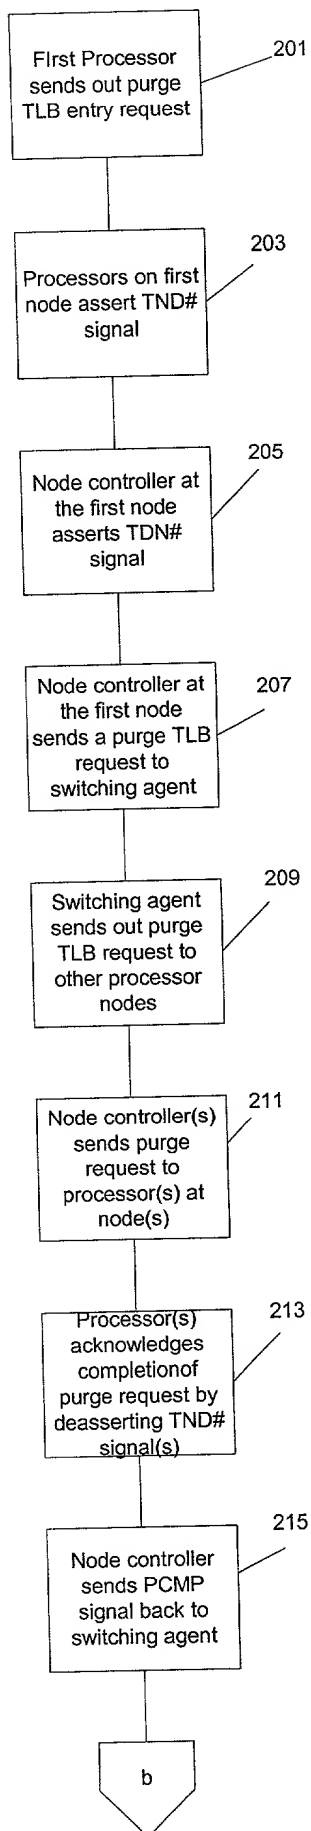 FIrst Processor
sends out purge
TLB entry request
201
Processors on first
node assert TND#
signal
203
Node controller at
the first node
asserts TDN#
signal
205
Node controller at
the first node
sends a purge TLB
request to
switching agent
207
Switching agent
sends out purge
TLB request to
other processor
nodes
209
Node controller(s)
sends purge
request to
processor(s) at
node(s)
211
Processor(s)
acknowledges
completionof
purge request by
deasserting TND#
signal(s)
213
Node controller
sends PCMP
signal back to
switching agent
215
b